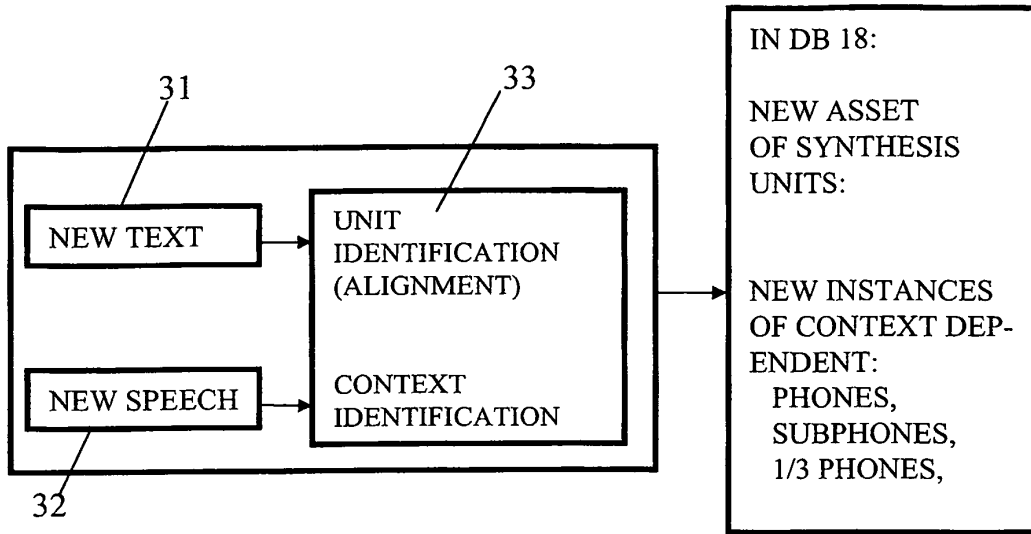 31
33
NEW TEXT
UNIT
IDENTIFICATION
(ALIGNMENT)
NEW SPEECH
CONTEXT
IDENTIFICATION
32
IN DB 18:
NEW ASSET
OF SYNTHESIS
UNITS:
NEW INSTANCES
OF CONTEXT DEP-
ENDENT:
PHONES,
SUBPHONES,
1/3 PHONES,